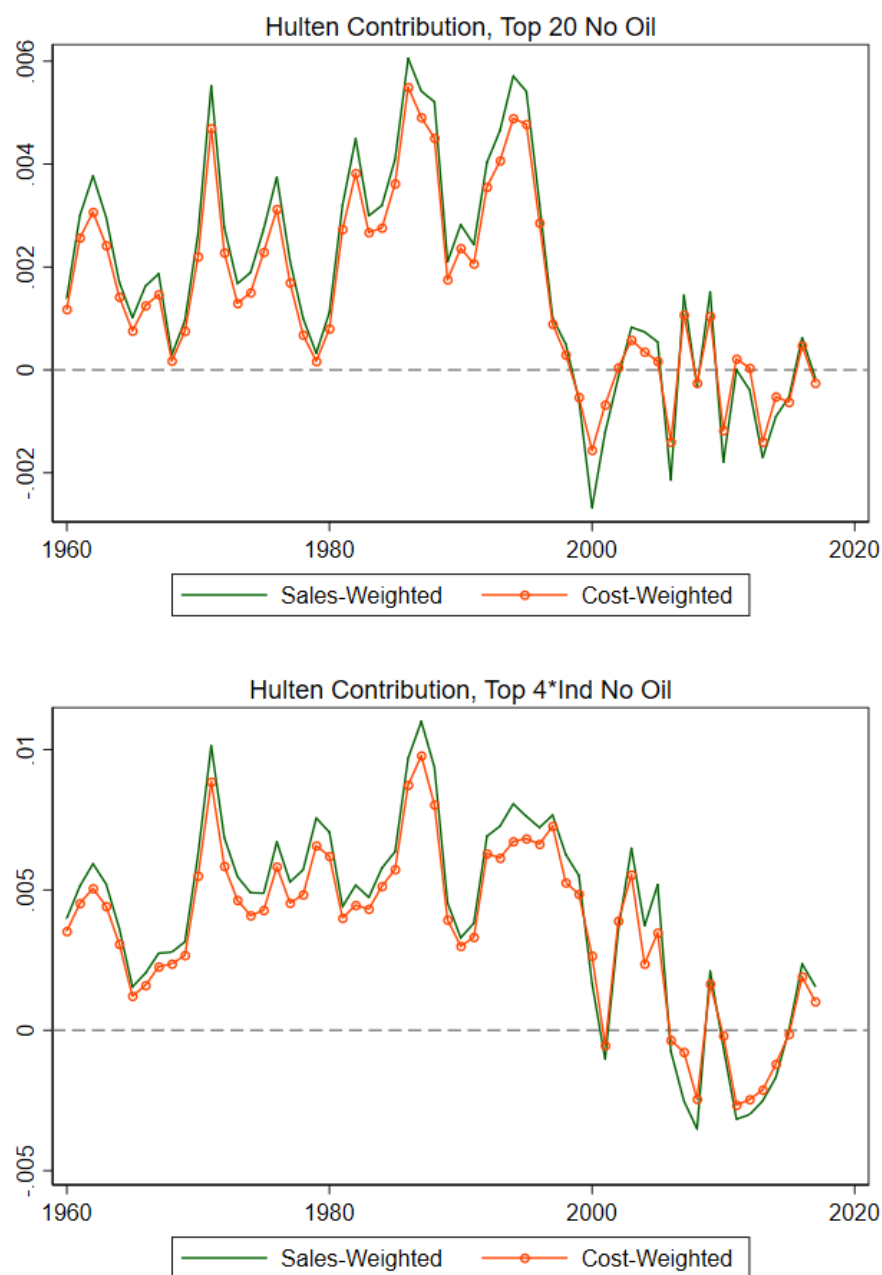 Hulten Contribution, Top 20 No Oil
.006
.004
.002
0
-.002
1960 1980 2000 2020
Sales-Weighted Cost-Weighted
Hulten Contribution, Top 4*Ind No Oil
.01
.005
0
-.005
1960 1980 2000 2020
Sales-Weighted Cost-Weighted